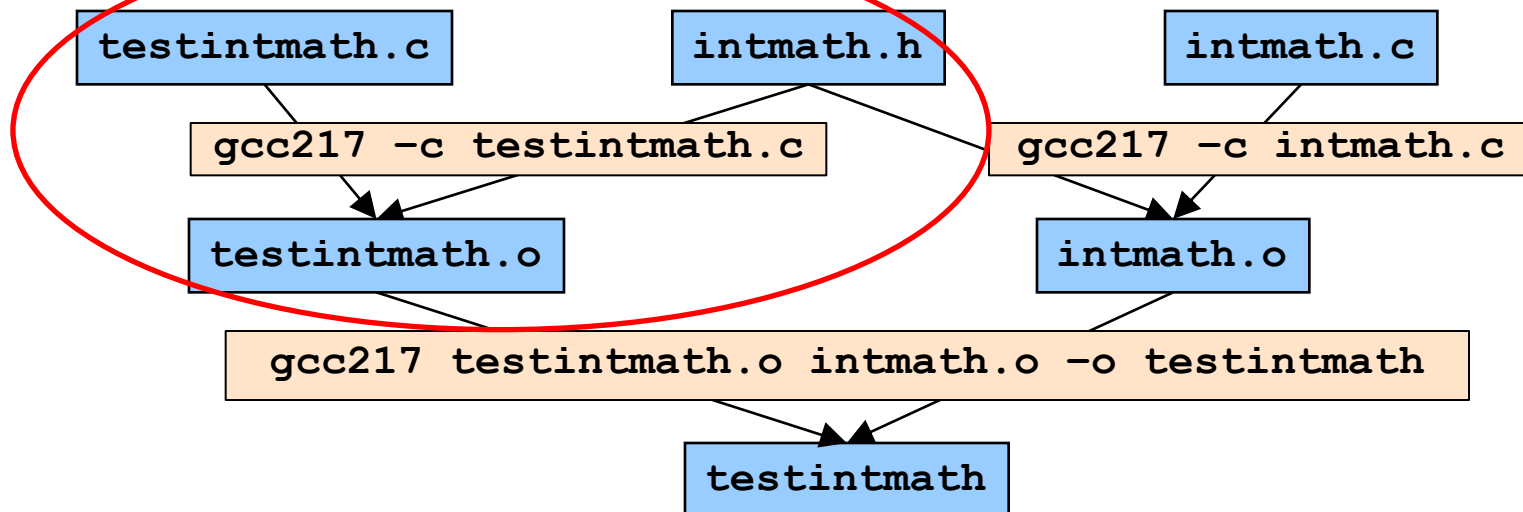 testintmath.c
intmath.h
intmath.c
gcc217 –c testintmath.c
gcc217 –c intmath.c
testintmath.o
intmath.o
gcc217 testintmath.o intmath.o –o testintmath
testintmath